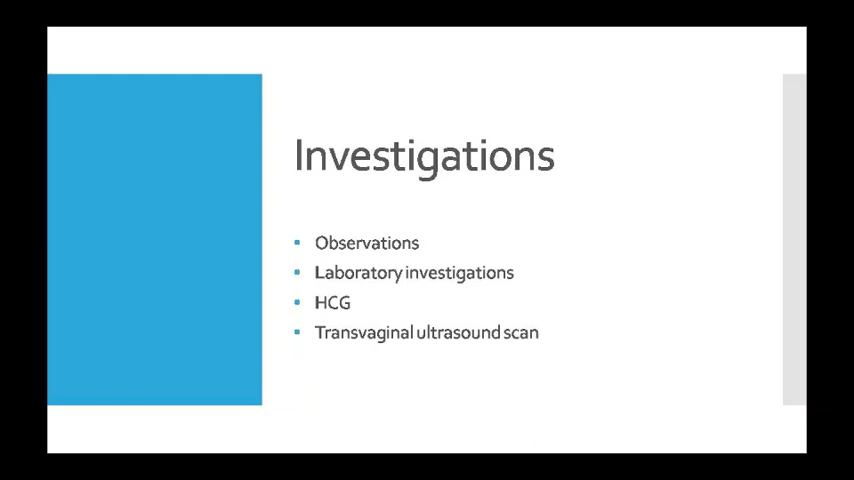 Investigations
Observations
Laboratory investigations
HCG
Transvaginal ultrasound scan